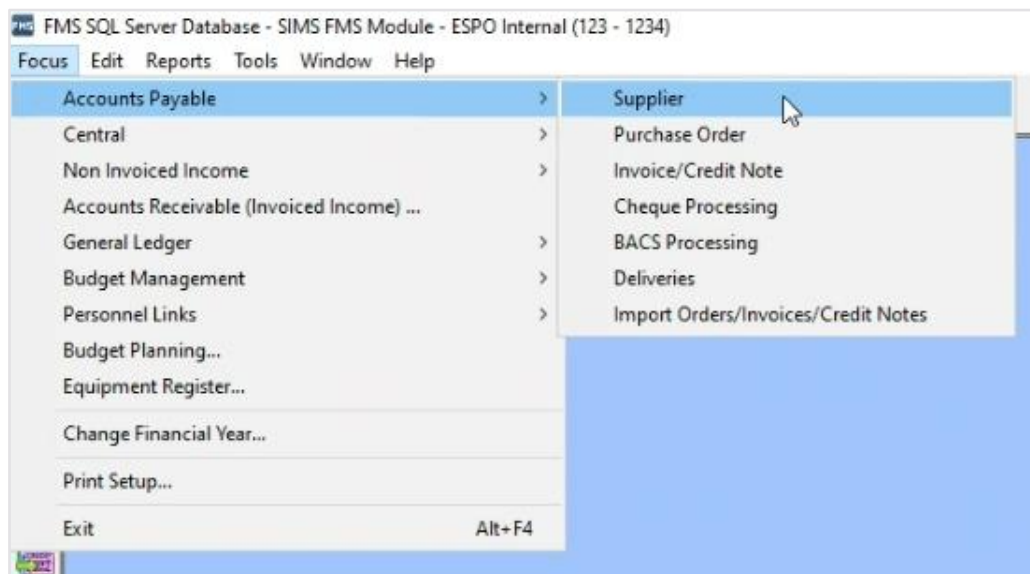 FMS FMS SQL Server Database - SIMS FMS Module - ESPO Internal (123 - 1234)
Focus Edit Reports Tools Window Help
Accounts Payable >
Central >
Non Invoiced Income >
Accounts Receivable (Invoiced Income) ...
General Ledger >
Budget Management >
Personnel Links >
Budget Planning...
Equipment Register...
Change Financial Year...
Print Setup...
Exit Alt+F4
Supplier
Purchase Order
Invoice/Credit Note
Cheque Processing
BACS Processing
Deliveries
Import Orders/Invoices/Credit Notes